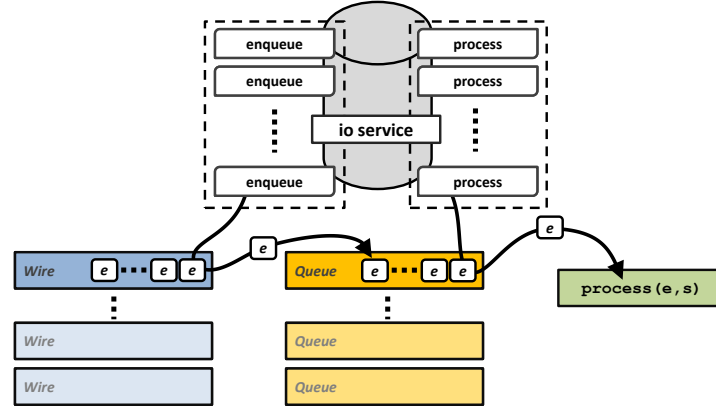 enqueue process
enqueue process
io service
enqueue process
e
e
Wire e e e
Queue e e e
process(e,s)
Wire Queue
Wire Queue